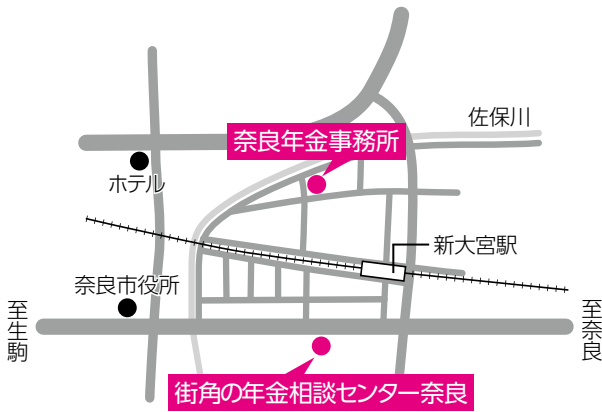 佐保川
奈良年金事務所
ホテル
新大宮駅
奈良市役所
至生駒
至奈良
街角の年金相談センター奈良